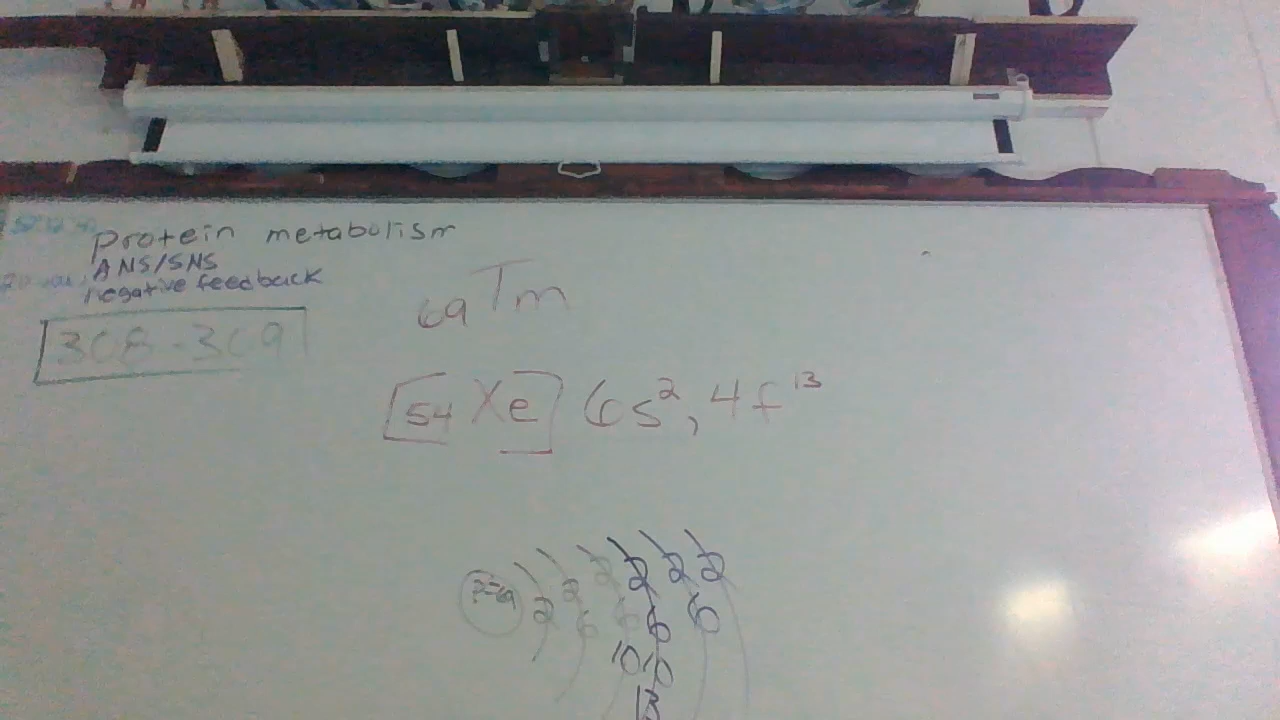 protein metabolism
ANS/SNS
negative feedback
308-309
69Tm
[54Xe] 6s², 4f¹³
P=69 2 2 2 2 2 2
6 6 6 6
10 10
13